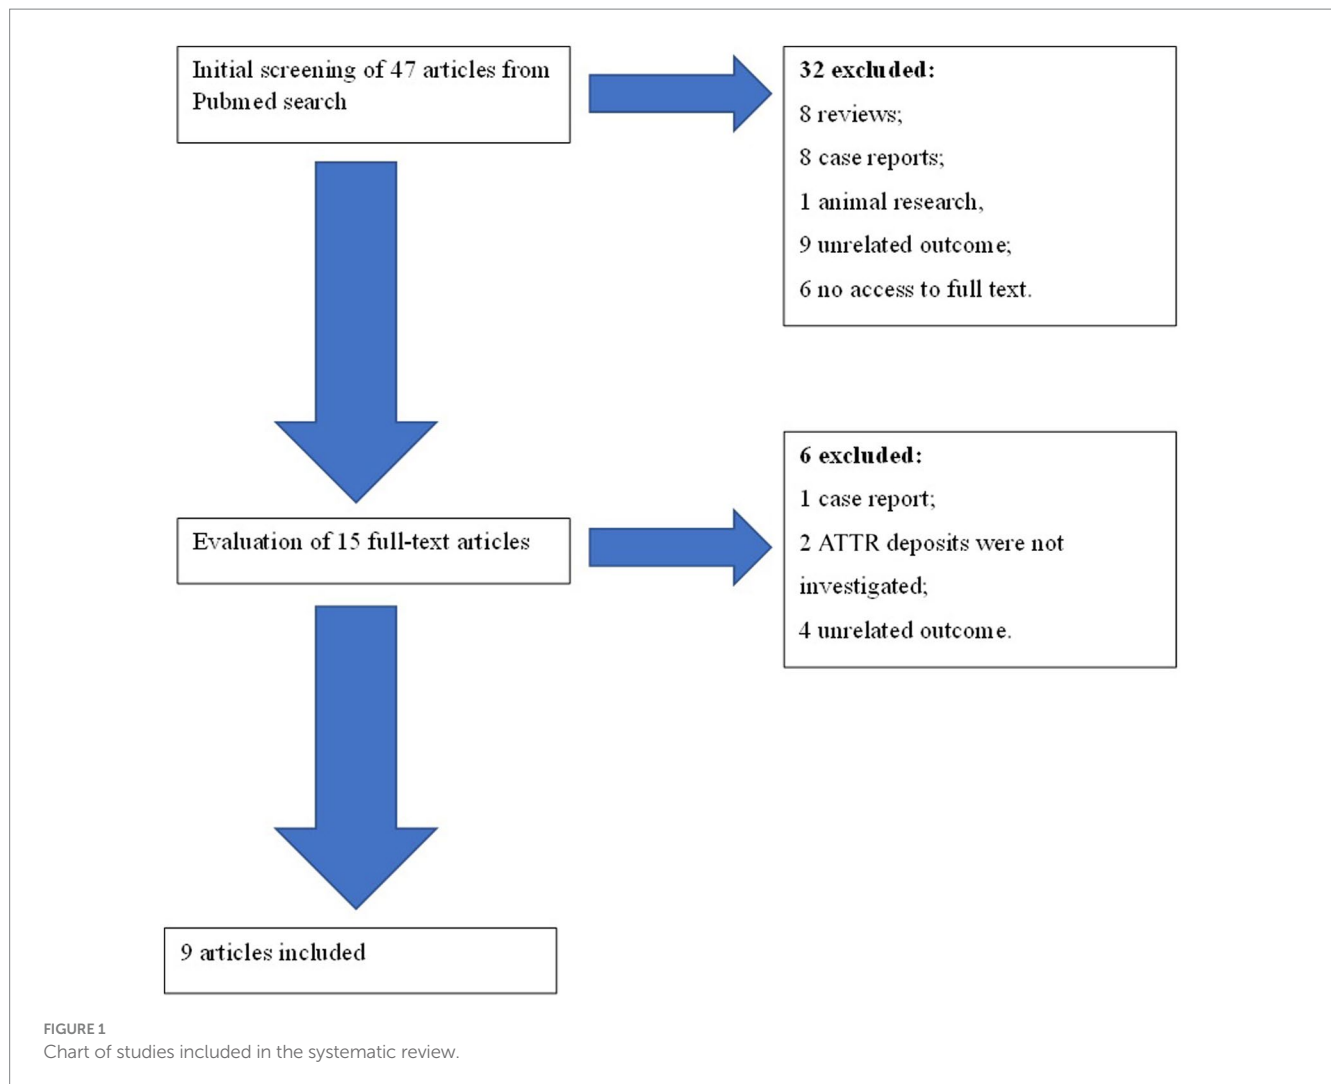 Initial screening of 47 articles from
Pubmed search
32 excluded:
8 reviews;
8 case reports;
1 animal research,
9 unrelated outcome;
6 no access to full text.
Evaluation of 15 full-text articles
6 excluded:
1 case report;
2 ATTR deposits were not
investigated;
4 unrelated outcome.
9 articles included
FIGURE 1
Chart of studies included in the systematic review.